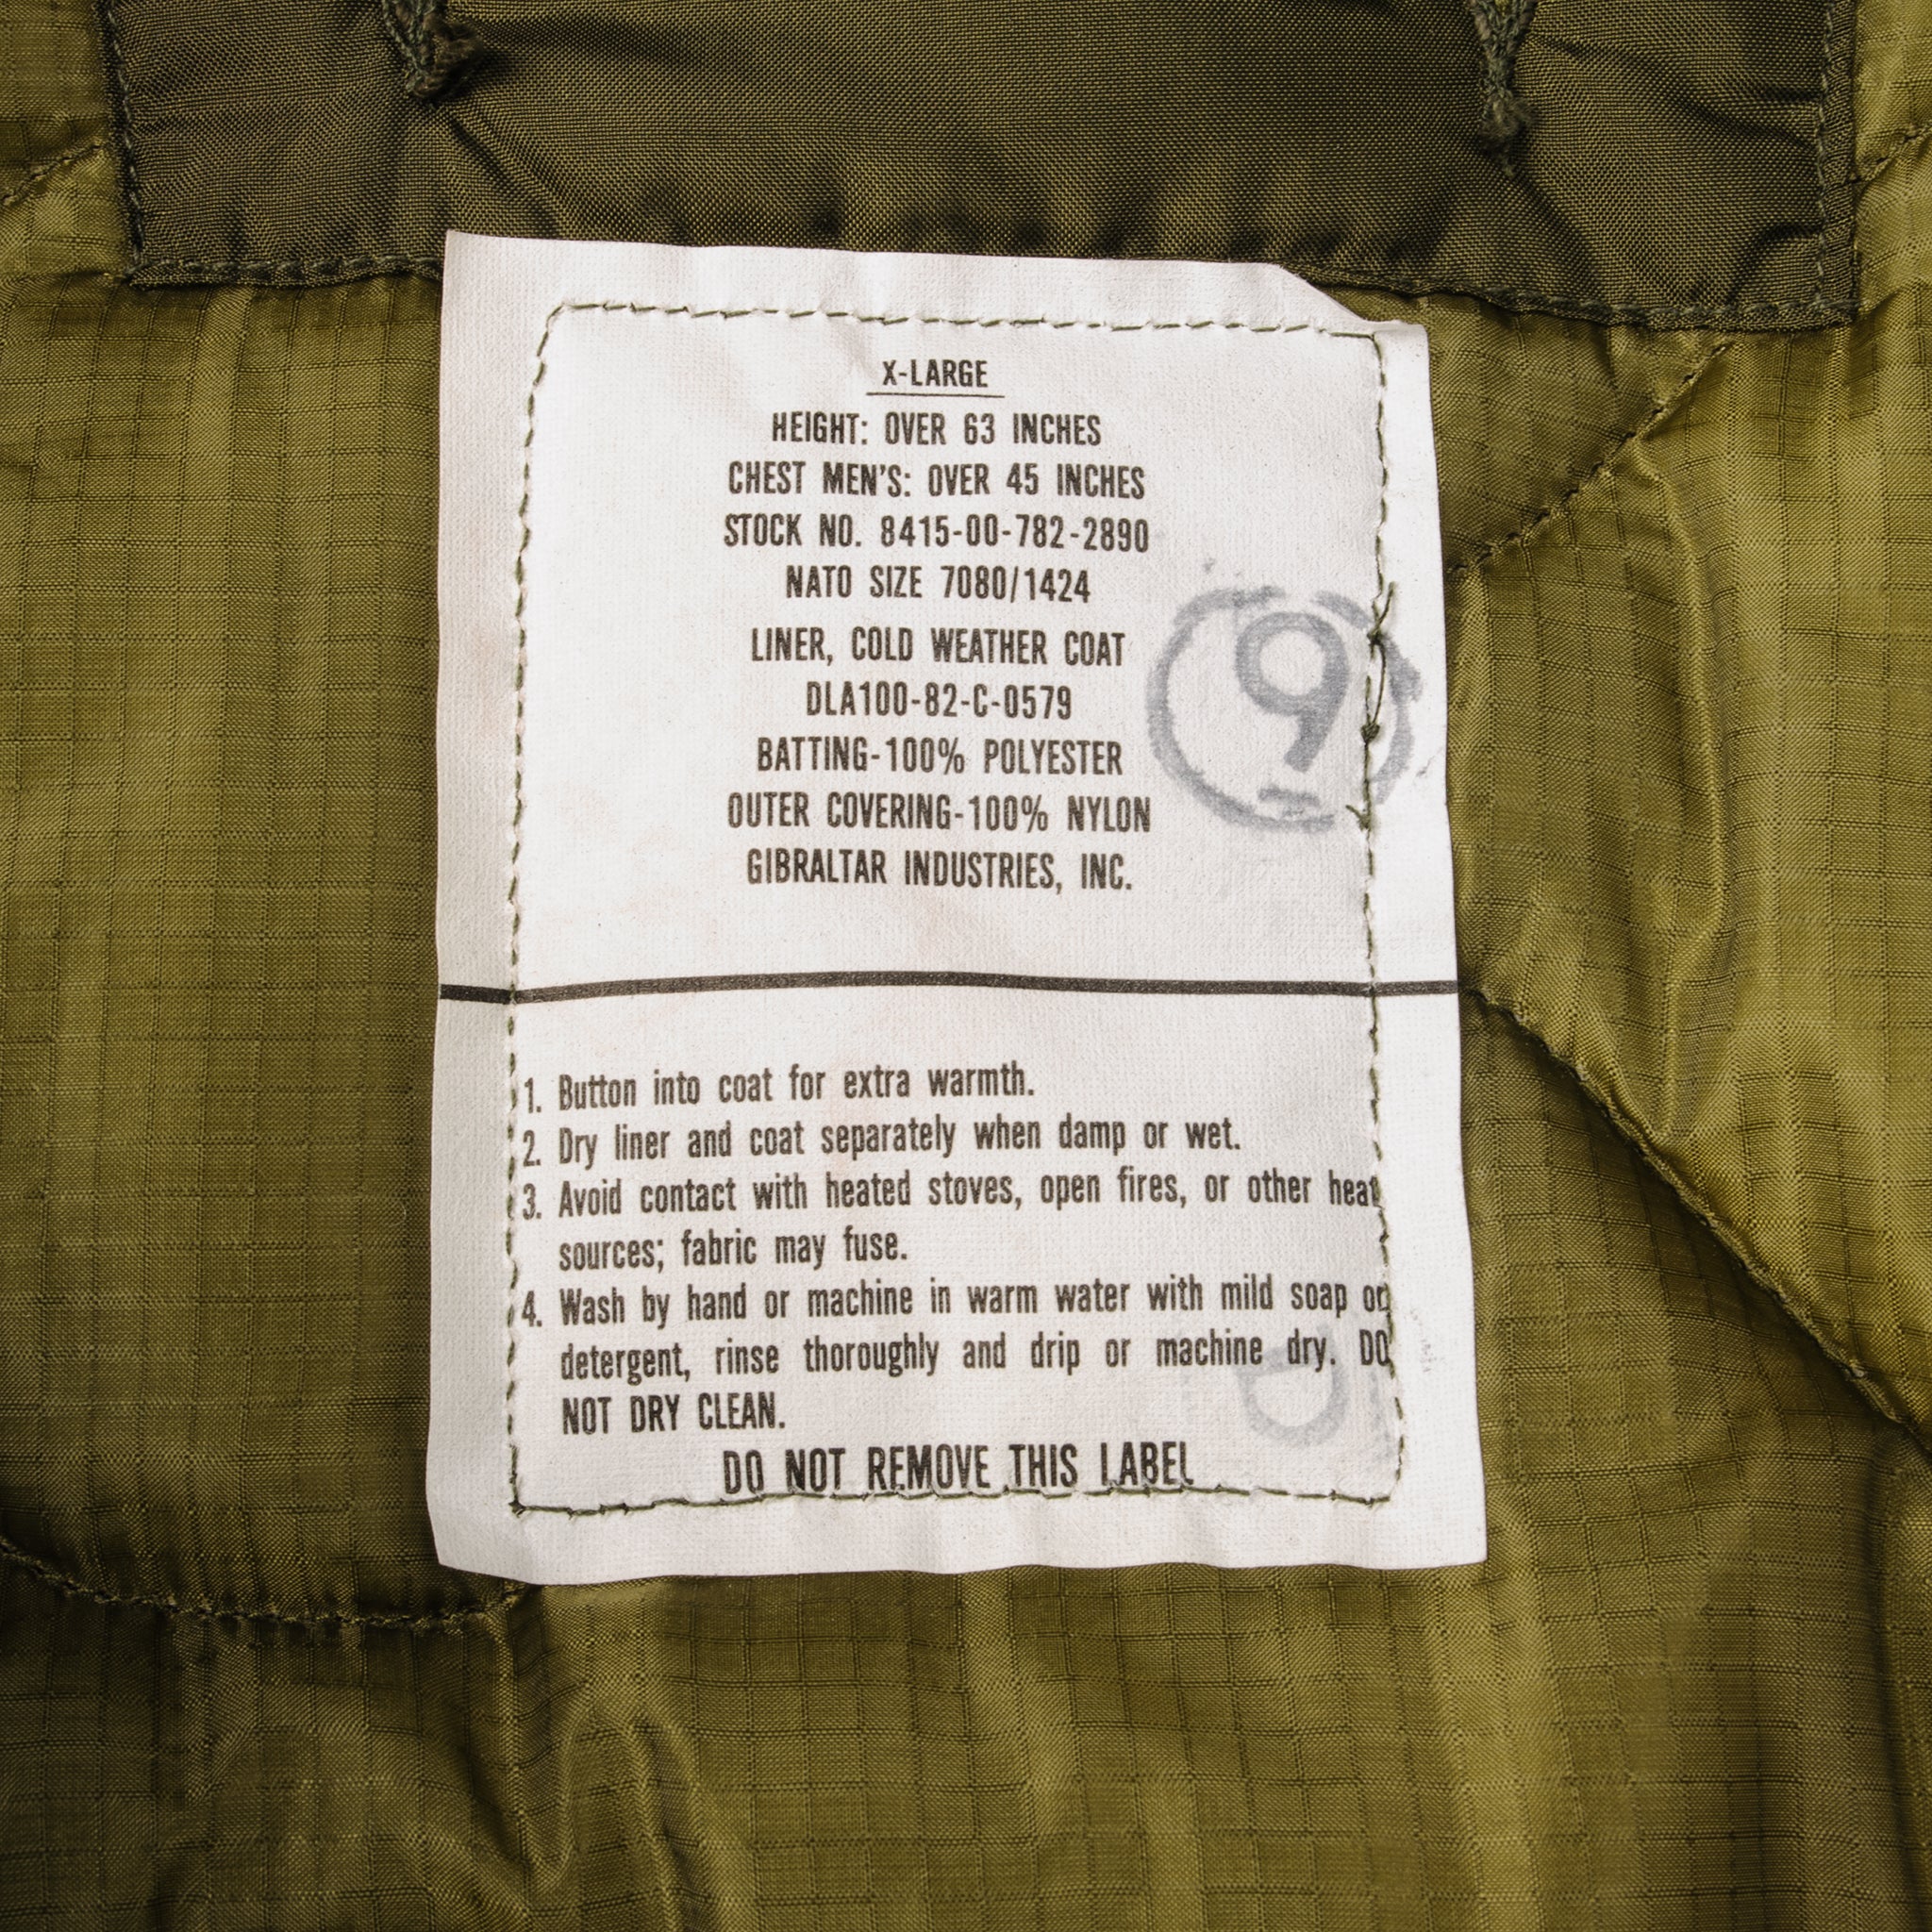 X-LARGE
HEIGHT: OVER 63 INCHES
CHEST MEN'S: OVER 45 INCHES
STOCK NO. 8415-00-782-2890
NATO SIZE 7080/1424
LINER, COLD WEATHER COAT
DLA100-82-C-0579
BATTING-100% POLYESTER
OUTER COVERING-100% NYLON
GIBRALTAR INDUSTRIES, INC.
9
1. Button into coat for extra warmth.
2. Dry liner and coat separately when damp or wet.
3. Avoid contact with heated stoves, open fires, or other heat
sources; fabric may fuse.
4. Wash by hand or machine in warm water with mild soap or
detergent, rinse thoroughly and drip or machine dry. DO
NOT DRY CLEAN.
DO NOT REMOVE THIS LABEL